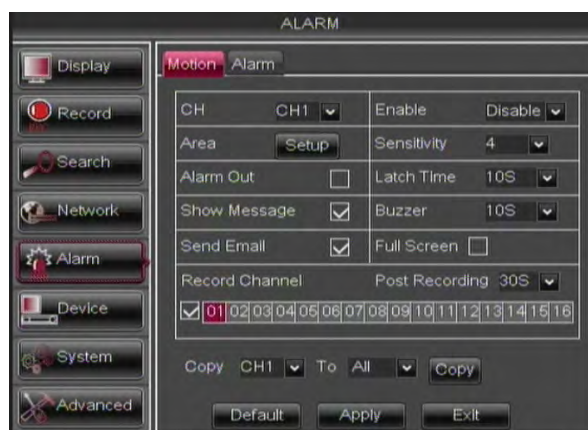 ALARM
Display
Record
Search
Network
Alarm
Device
System
Advanced
Motion Alarm
CH CH1 Enable Disable
Area Setup Sensitivity 4
Alarm Out Latch Time 10S
Show Message Buzzer 10S
Send Email Full Screen
Record Channel Post Recording 30S
01 02 03 04 05 06 07 08 09 10 11 12 13 14 15 16
Copy CH1 To All Copy
Default Apply Exit